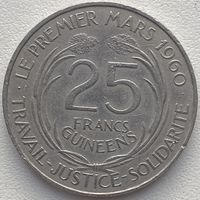 LE PREMIER MARS 1960
25
FRANCS
GUINEENS
TRAVAIL-JUSTICE-SOLIDARITE